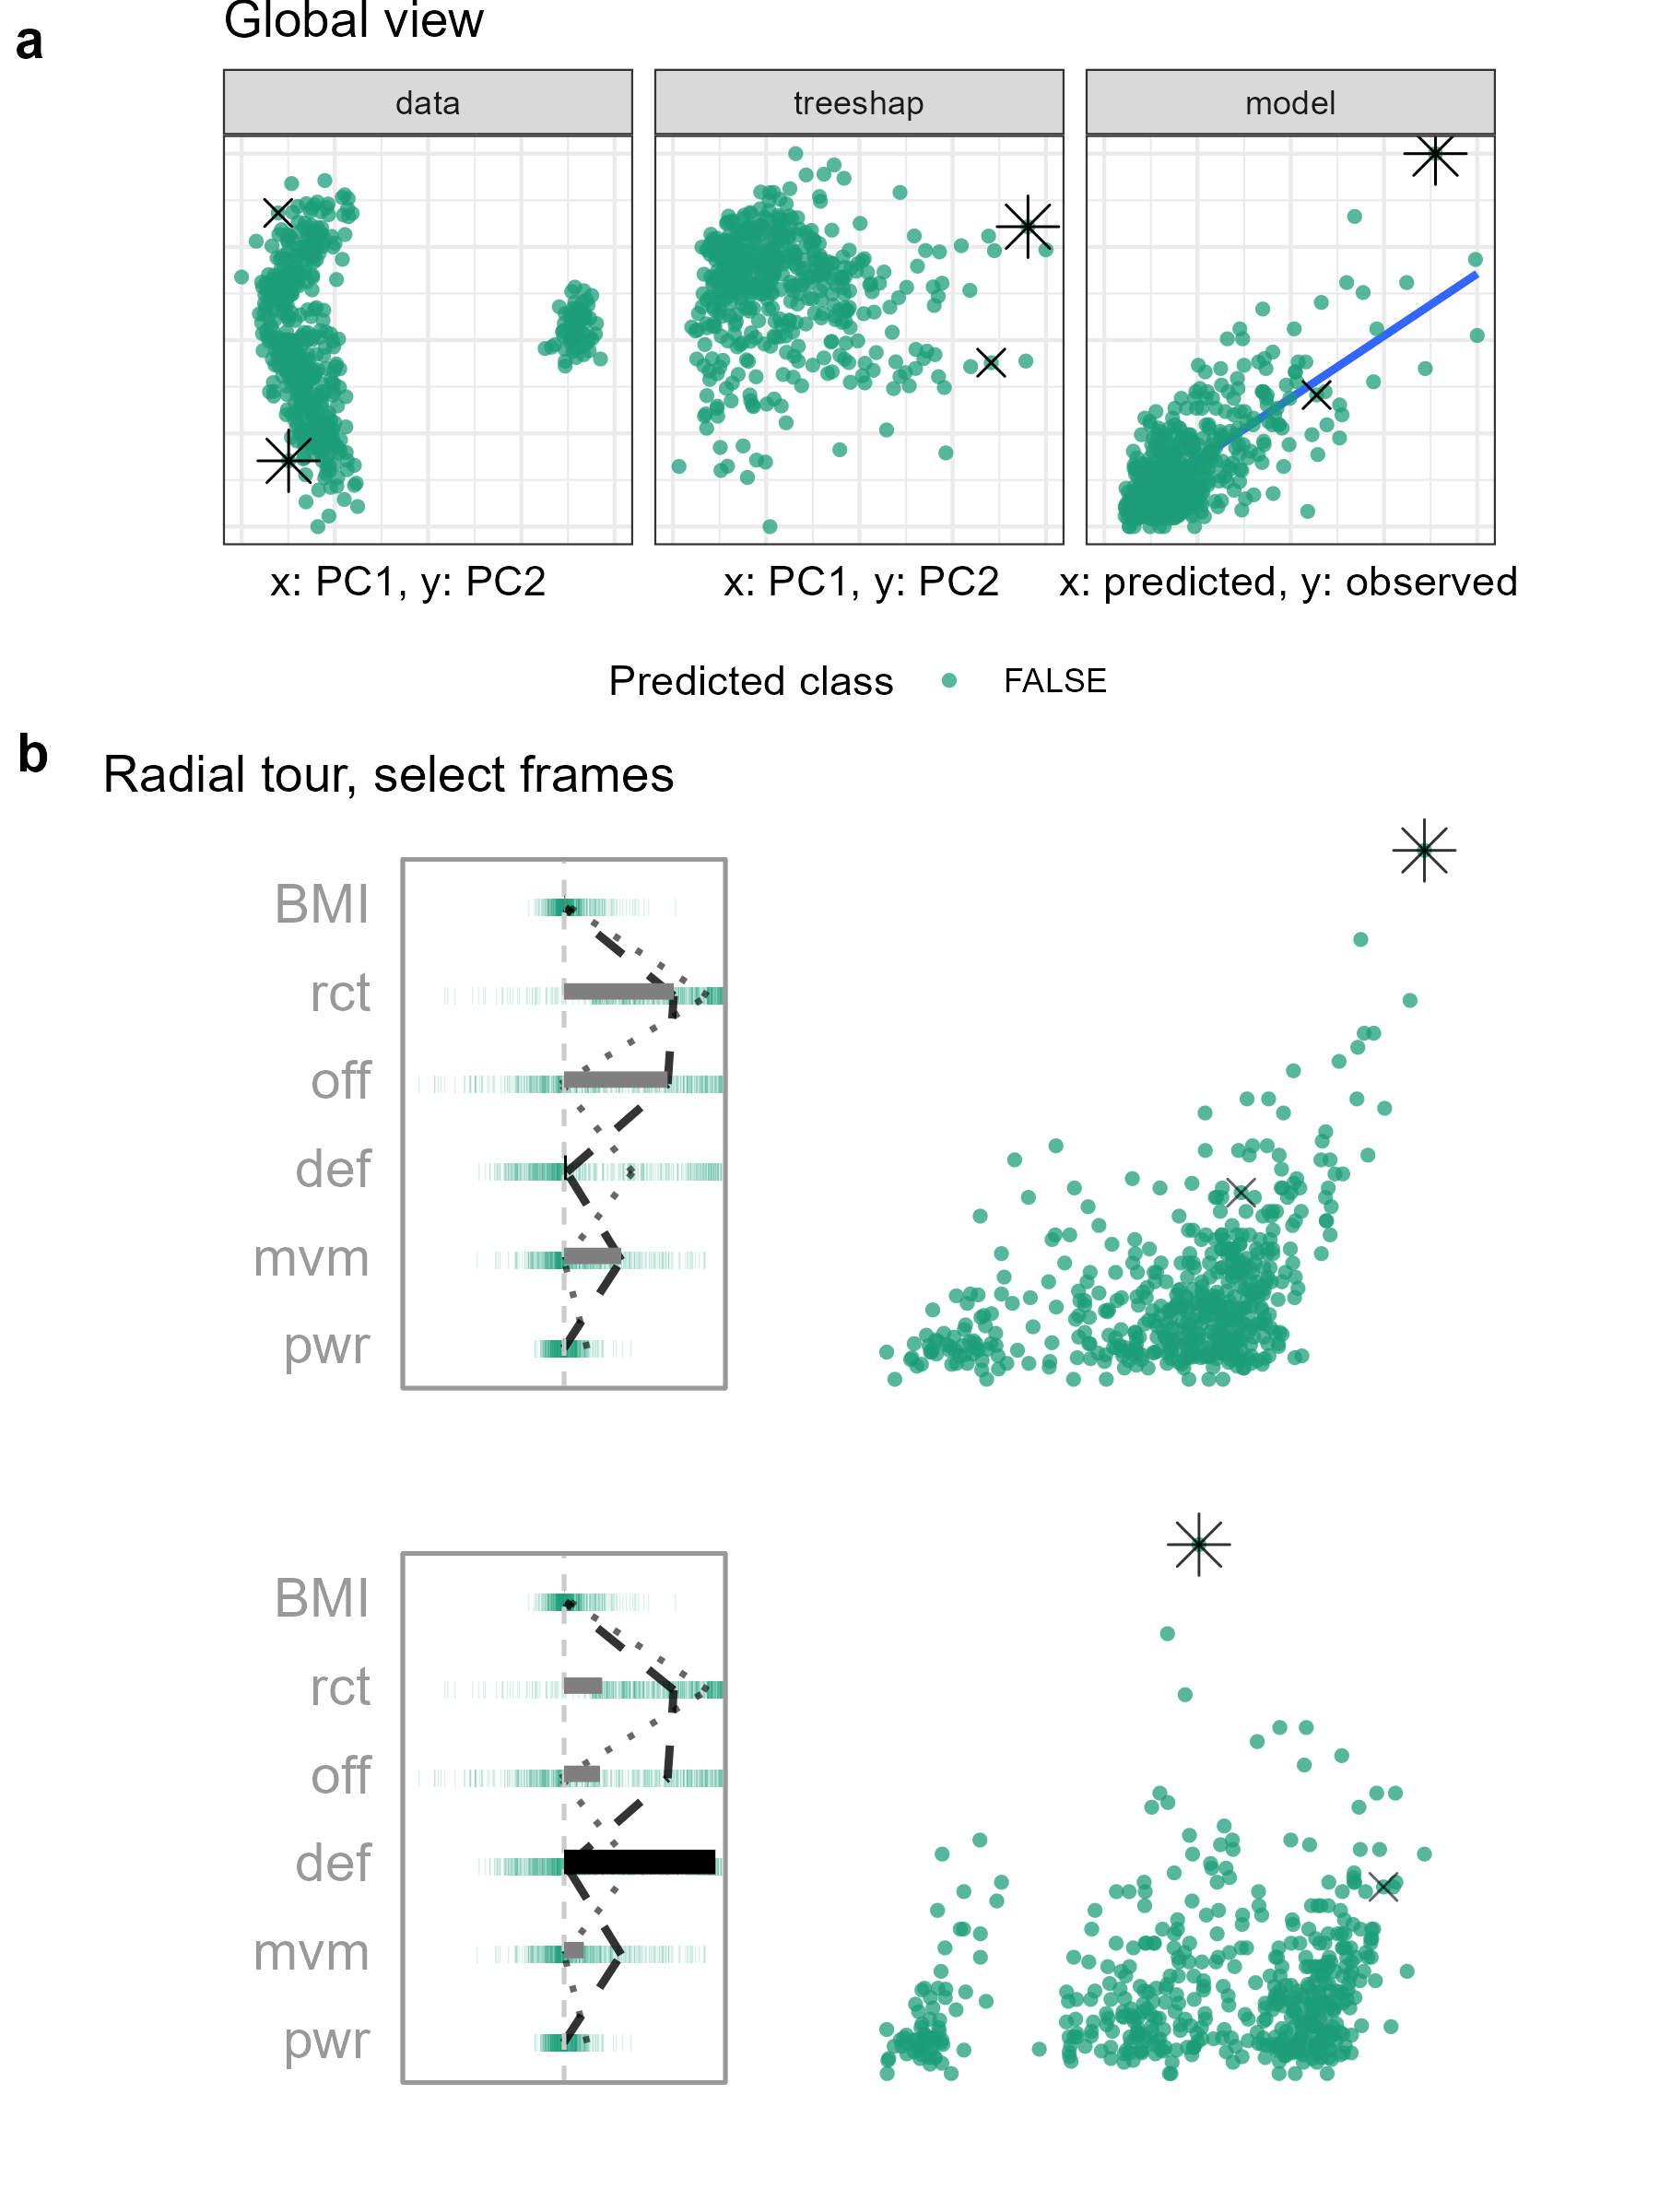 a
Global view
data
treeshap
model
x: PC1, y: PC2
x: PC1, y: PC2
x: predicted, y: observed
Predicted class
FALSE
b
Radial tour, select frames
BMI
rct
off
def
mvm
pwr
BMI
rct
off
def
mvm
pwr